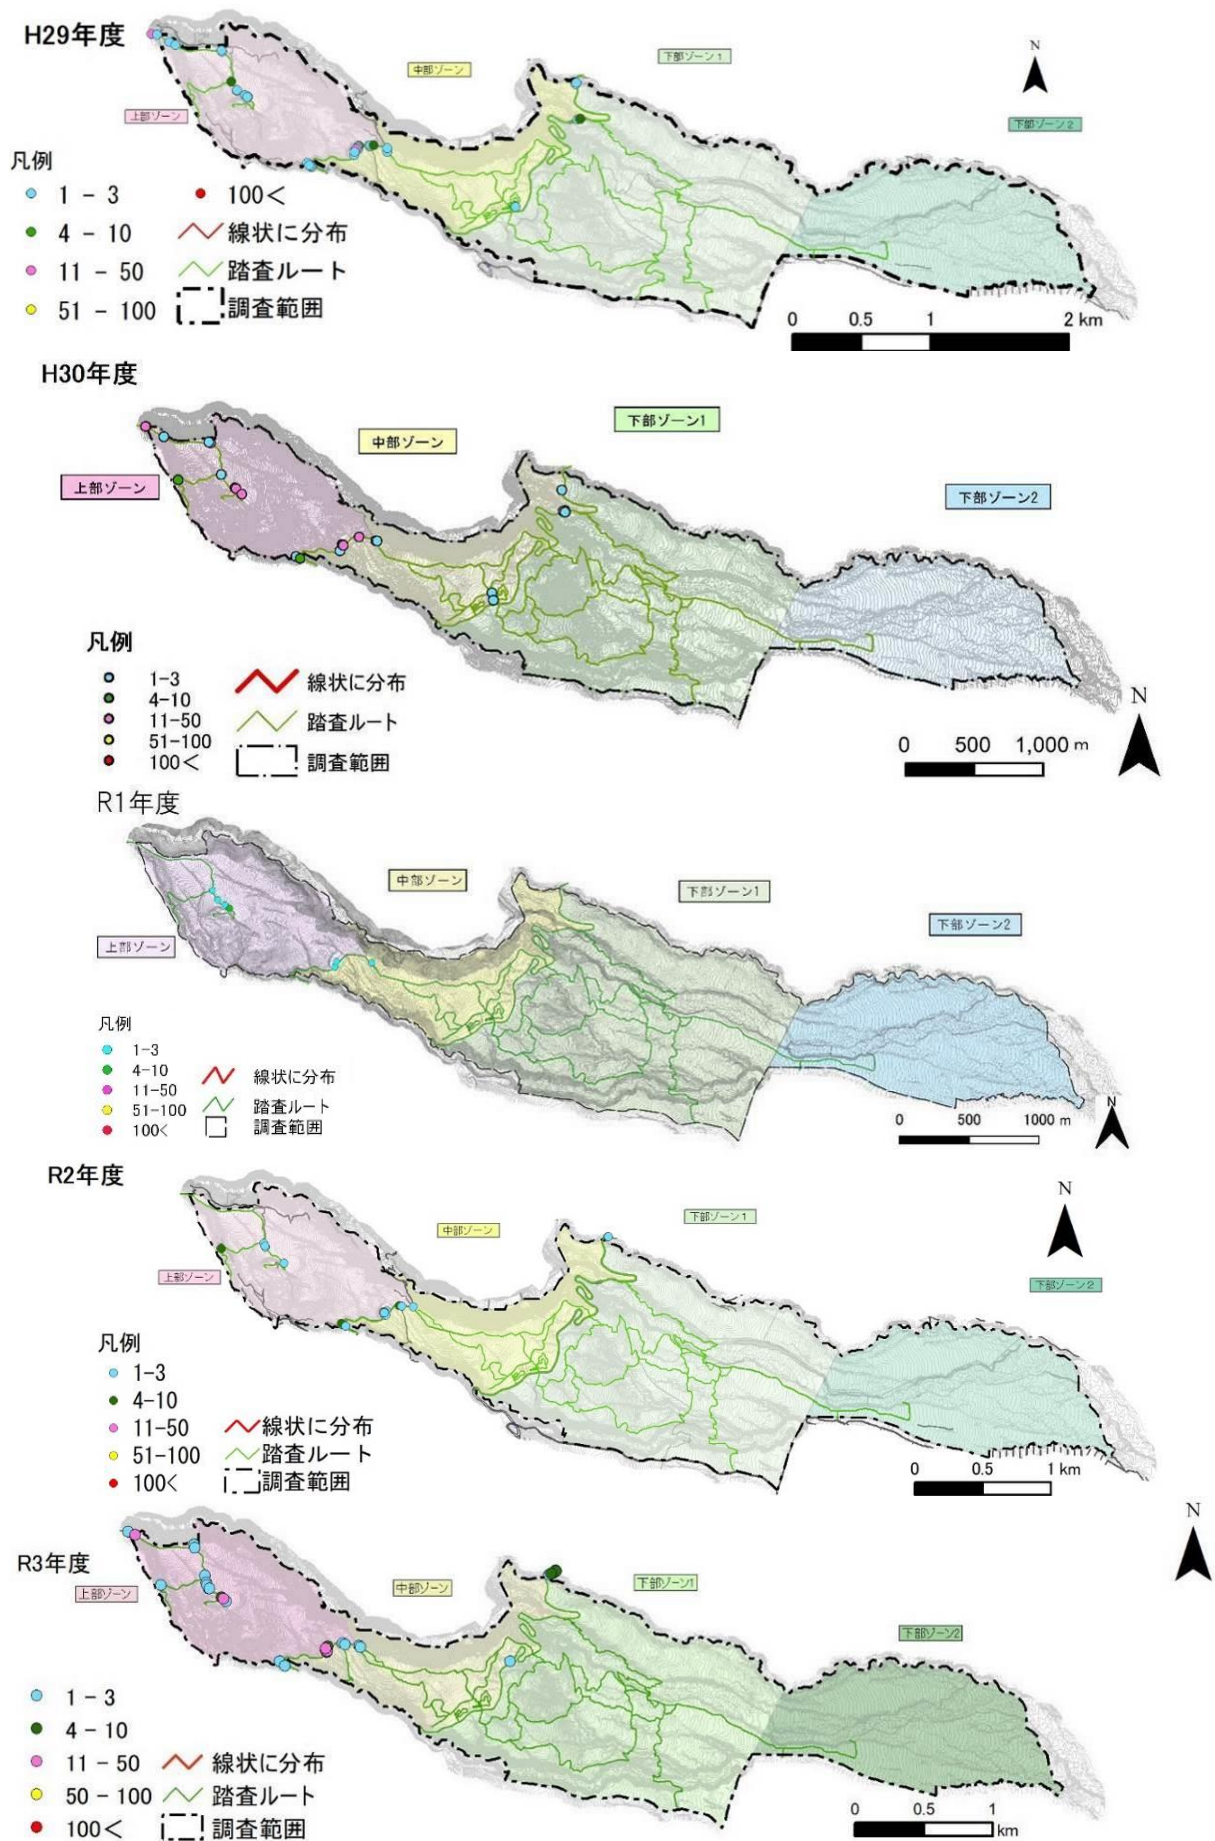 H29年度
N
中部ゾーン
下部ゾーン1
上部ゾーン
下部ゾーン2
凡例
1 - 3
100<
4 - 10
線状に分布
11 - 50
踏査ルート
51 - 100
調査範囲
0 0.5 1 2 km
H30年度
中部ゾーン
下部ゾーン1
上部ゾーン
下部ゾーン2
凡例
1-3
線状に分布
4-10
11-50
踏査ルート
51-100
100<
調査範囲
N
0 500 1,000 m
R1年度
中部ゾーン
下部ゾーン1
上部ゾーン
下部ゾーン2
凡例
1-3
4-10
線状に分布
11-50
51-100
踏査ルート
100<
調査範囲
N
0 500 1000 m
R2年度
N
中部ゾーン
下部ゾーン1
上部ゾーン
下部ゾーン2
凡例
1-3
4-10
11-50
線状に分布
51-100
踏査ルート
100<
調査範囲
0 0.5 1 km
N
R3年度
上部ゾーン
中部ゾーン
下部ゾーン1
下部ゾーン2
1 - 3
4 - 10
11 - 50
線状に分布
50 - 100
踏査ルート
100<
調査範囲
0 0.5 1
km